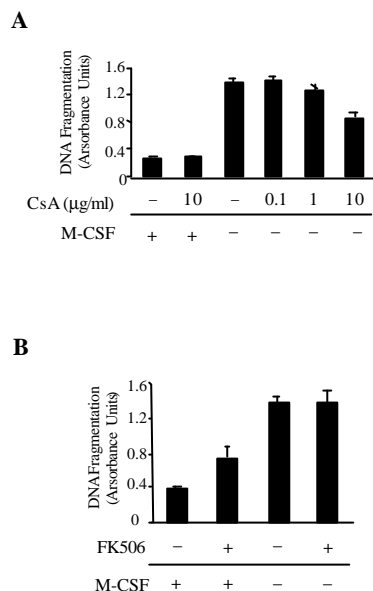 A
DNA Fragmentation
(Arsorbance Units)
1.6
1.2
0.8
0.4
0
CsA (µg/ml) – 10 – 0.1 1 10
M-CSF + + – – – –
B
DNAFragmentation
(Arsorbance Units)
1.6
1.2
0.8
0.4
0
FK506 – + – +
M-CSF + + – –